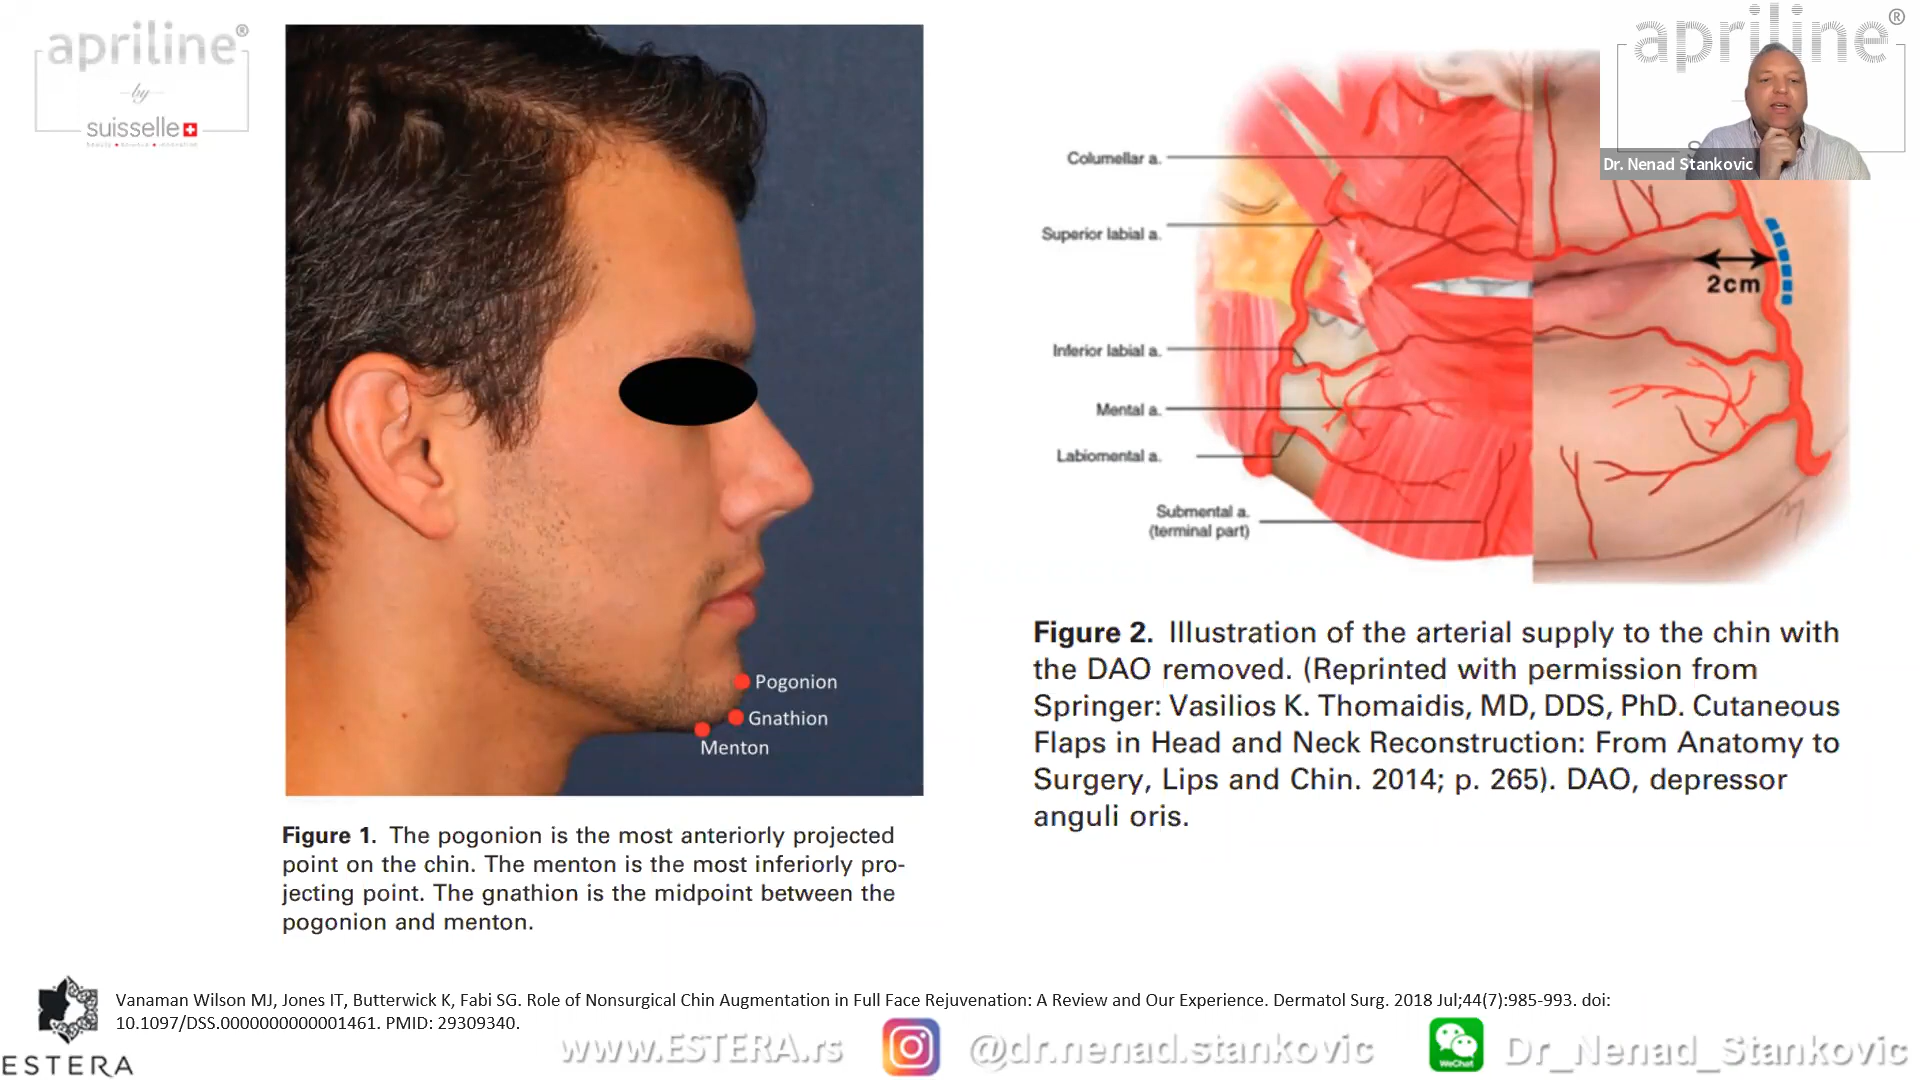 apriline®
by
suisselle
beauty • science • innovation
Pogonion
Gnathion
Menton
Figure 1. The pogonion is the most anteriorly projected
point on the chin. The menton is the most inferiorly pro-
jecting point. The gnathion is the midpoint between the
pogonion and menton.
apriline®
Dr. Nenad Stankovic
Columellar a.
Superior labial a.
2cm
Inferior labial a.
Mental a.
Labiomental a.
Submental a.
(terminal part)
Figure 2. Illustration of the arterial supply to the chin with
the DAO removed. (Reprinted with permission from
Springer: Vasilios K. Thomaidis, MD, DDS, PhD. Cutaneous
Flaps in Head and Neck Reconstruction: From Anatomy to
Surgery, Lips and Chin. 2014; p. 265). DAO, depressor
anguli oris.
Vanaman Wilson MJ, Jones IT, Butterwick K, Fabi SG. Role of Nonsurgical Chin Augmentation in Full Face Rejuvenation: A Review and Our Experience. Dermatol Surg. 2018 Jul;44(7):985-993. doi:
10.1097/DSS.0000000000001461. PMID: 29309340.
ESTERA
www.ESTERA.rs
@dr.nenad.stankovic
WeChat
Dr_Nenad_Stankovic